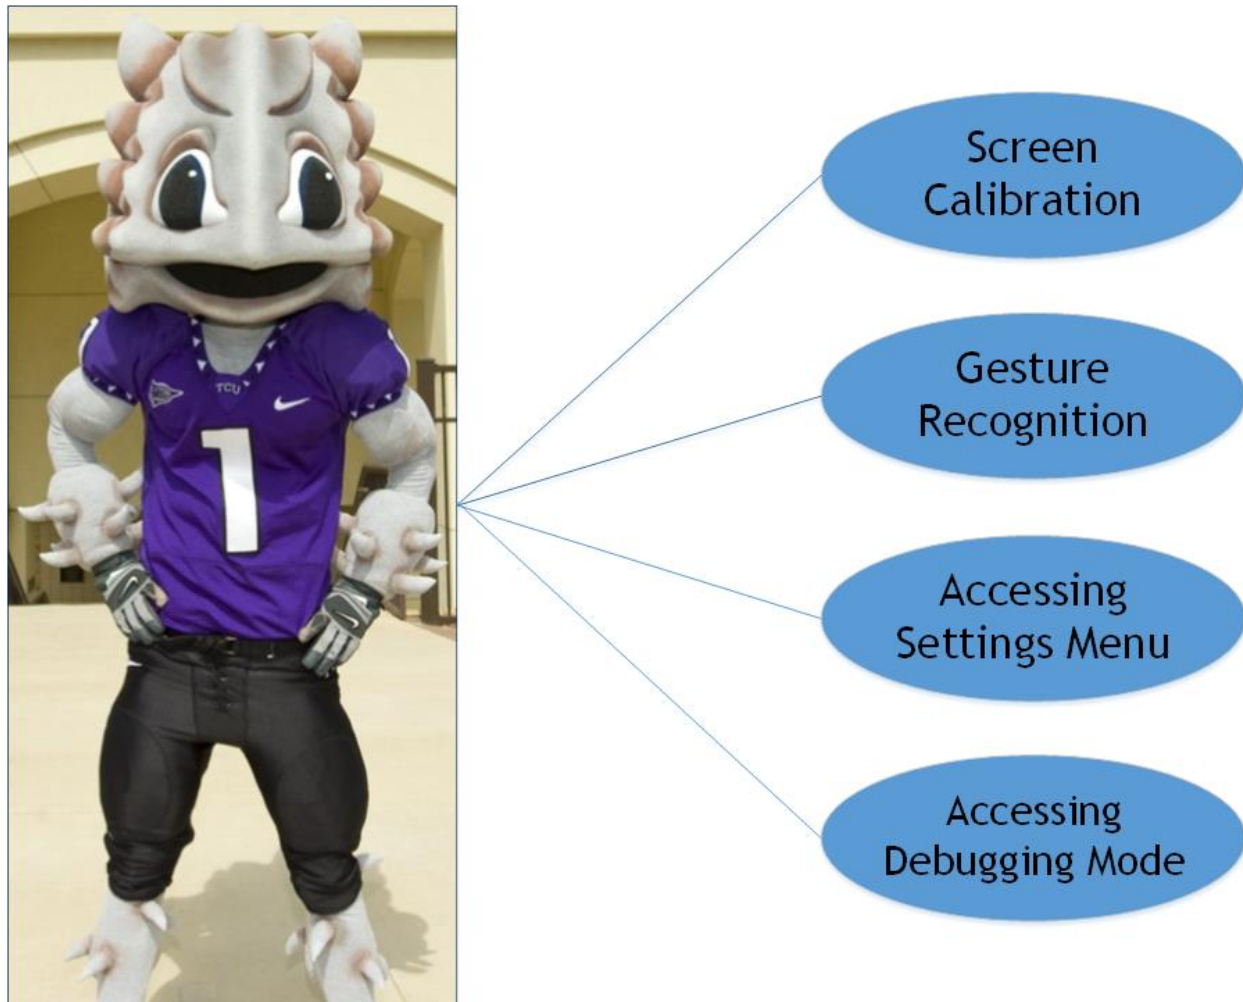 TCU
1
Screen
Calibration
Gesture
Recognition
Accessing
Settings Menu
Accessing
Debugging Mode